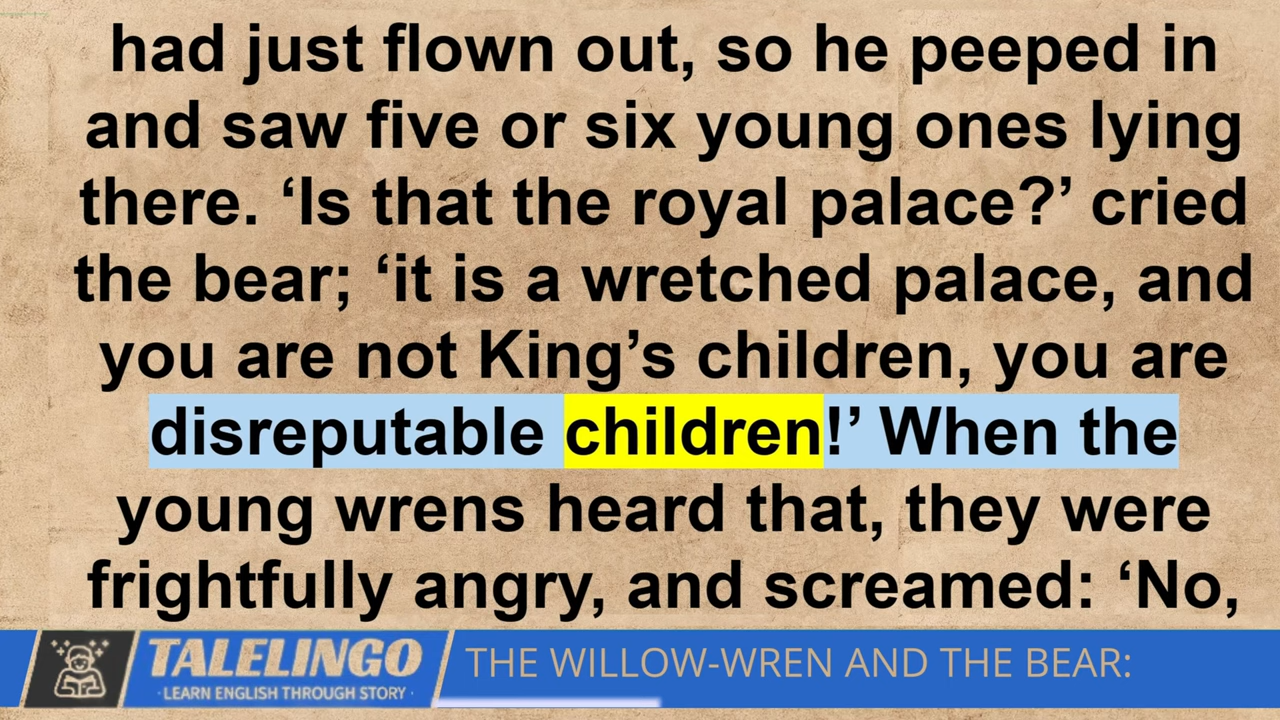 had just flown out, so he peeped in
and saw five or six young ones lying
there. ‘Is that the royal palace?’ cried
the bear; ‘it is a wretched palace, and
you are not King’s children, you are
disreputable children!’ When the
young wrens heard that, they were
frightfully angry, and screamed: ‘No,
TALELINGO
· LEARN ENGLISH THROUGH STORY ·
THE WILLOW-WREN AND THE BEAR: